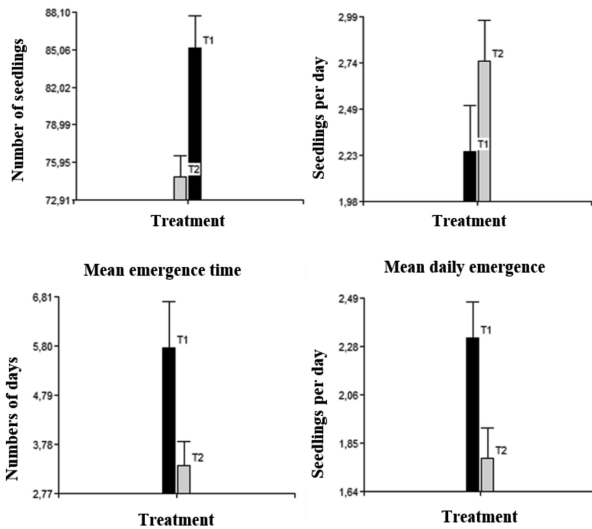 Number of seedlings
88,10
85,06
82,02
78,99
75,95
72,91
T1
T2
Treatment
Seedlings per day
2,99
2,74
2,49
2,23
1,98
T2
T1
Treatment
Mean emergence time
Numbers of days
6,81
5,80
4,79
3,78
2,77
T1
T2
Treatment
Mean daily emergence
Seedlings per day
2,49
2,28
2,06
1,85
1,64
T1
T2
Treatment